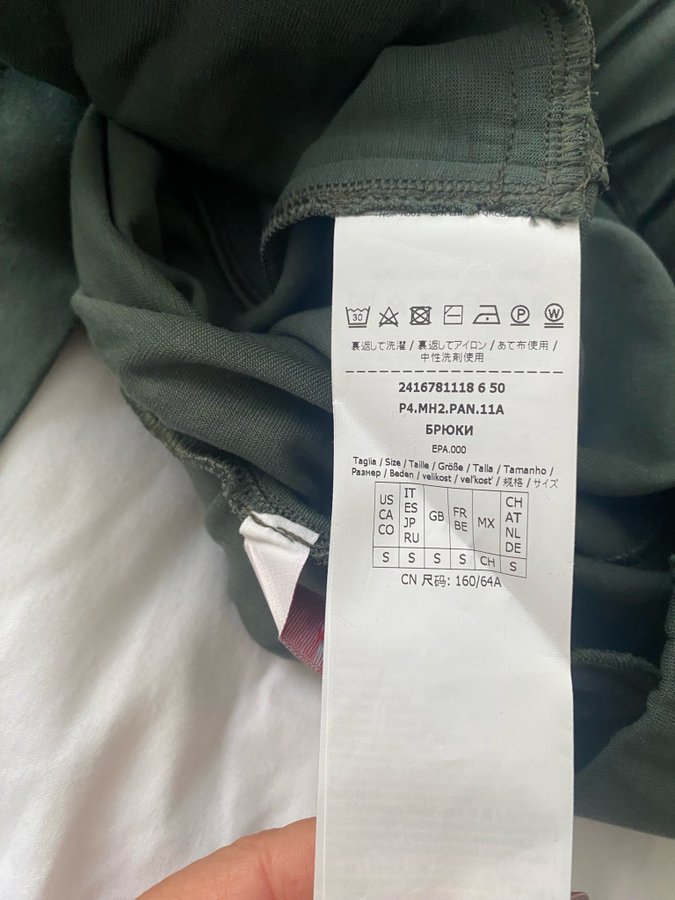 30 P W
裏返して洗濯 / 裏返してアイロン / あて布使用 /
中性洗剤使用
2416781118 6 50
P4.MH2.PAN.11A
БРЮКИ
EPA.000
Taglia / Size / Taille / Größe / Talla / Tamanho /
Размер / Beden / velikost / veľkosť / 规格 / サイズ
US CA CO IT ES JP RU GB FR BE MX CH AT NL DE
S S S S CH S
CN 尺码: 160/64A